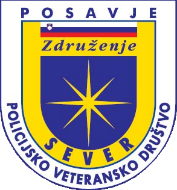 POSAVJE
Združenje
SEVER
POLICIJSKO VETERANSKO DRUŠTVO